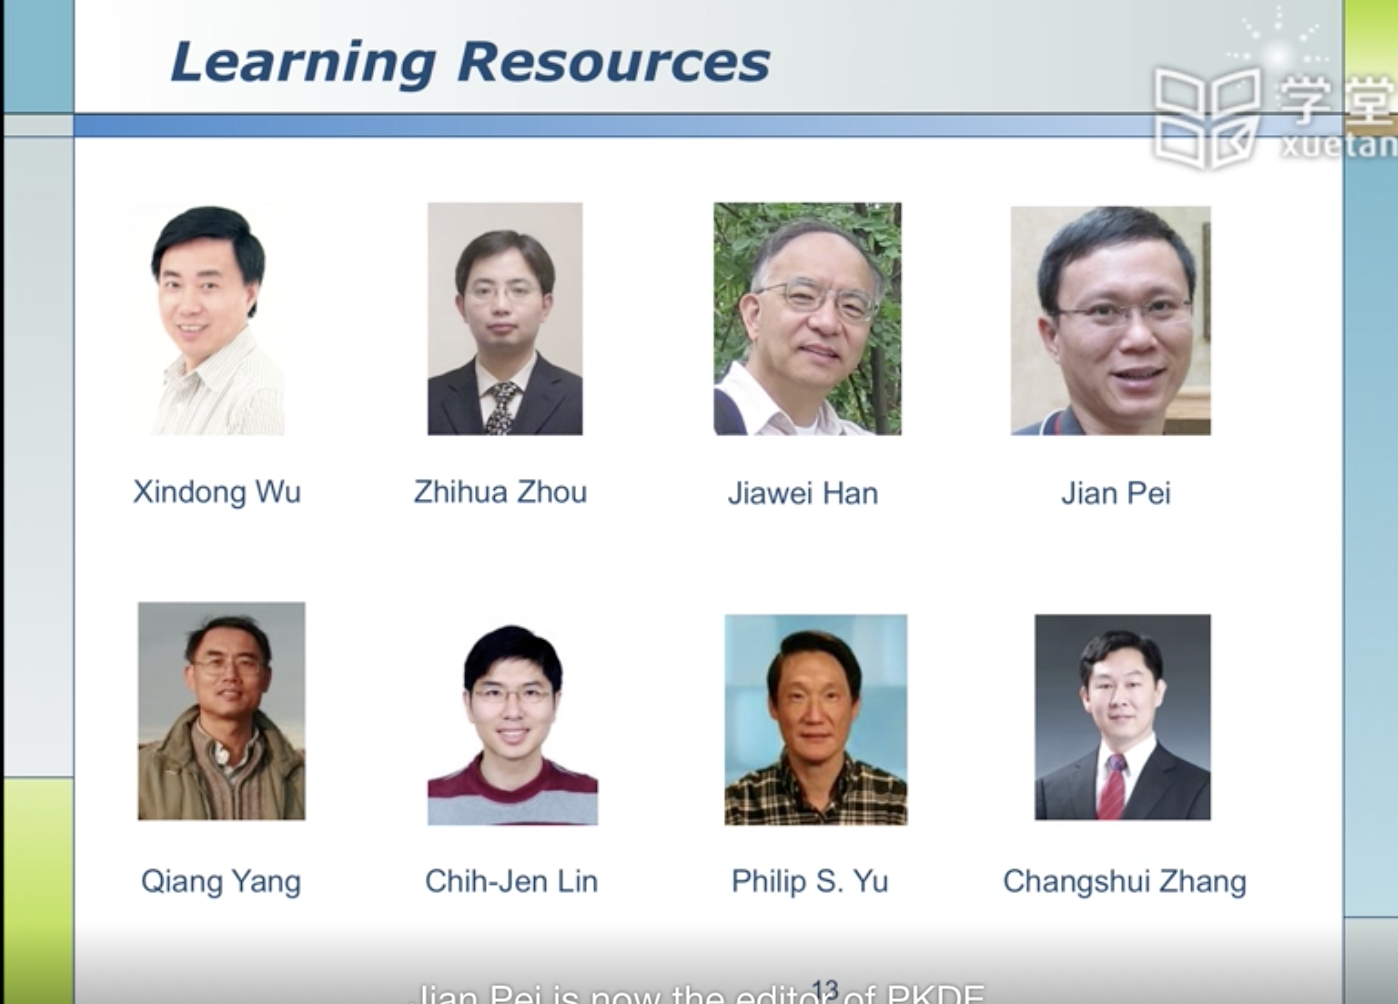 Learning Resources
学堂
xuetan
Xindong Wu
Zhihua Zhou
Jiawei Han
Jian Pei
Qiang Yang
Chih-Jen Lin
Philip S. Yu
Changshui Zhang
13
Jian Pei is now the editor of PKDE